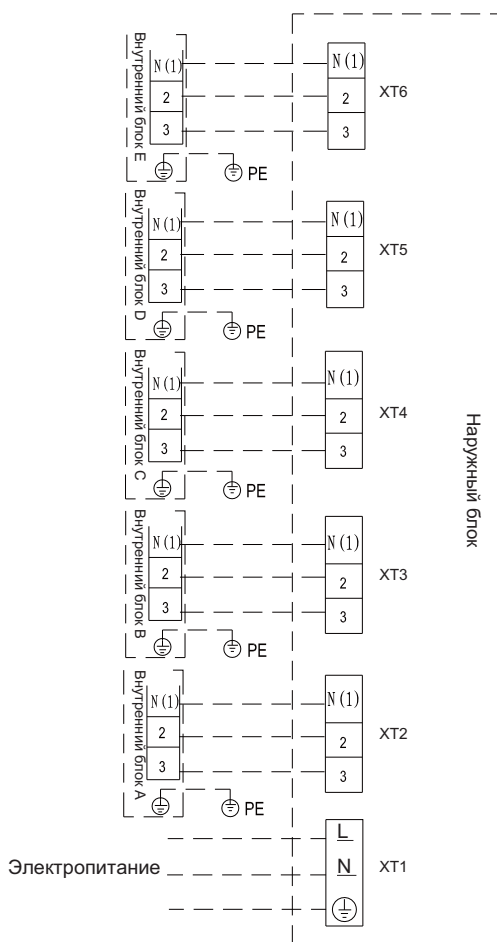 Внутренний блок E
N(1)
2
3
PE
N(1)
2
3
XT6
Внутренний блок D
N(1)
2
3
PE
N(1)
2
3
XT5
Внутренний блок C
N(1)
2
3
PE
N(1)
2
3
XT4
Наружный блок
Внутренний блок B
N(1)
2
3
PE
N(1)
2
3
XT3
Внутренний блок A
N(1)
2
3
PE
N(1)
2
3
XT2
Электропитание
L
N
XT1